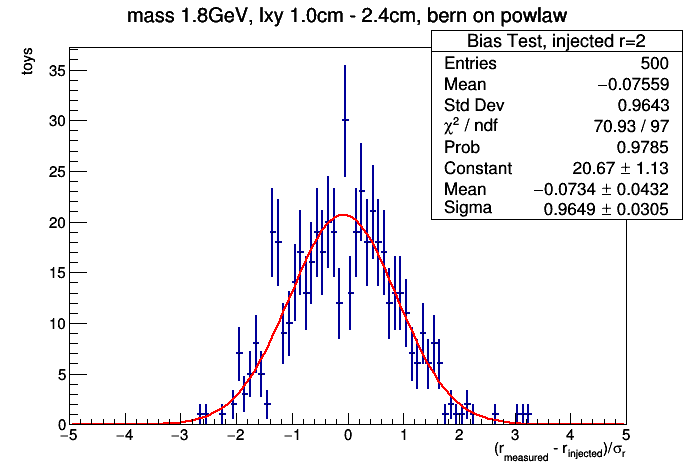 mass 1.8GeV, lxy 1.0cm - 2.4cm, bern on powlaw
Bias Test, injected r=2
Entries 500
Mean −0.07559
Std Dev 0.9643
χ² / ndf 70.93 / 97
Prob 0.9785
Constant 20.67 ± 1.13
Mean −0.0734 ± 0.0432
Sigma 0.9649 ± 0.0305
toys
35
30
25
20
15
10
5
0
−5 −4 −3 −2 −1 0 1 2 3 4 5
(r_measured - r_injected)/σ_r